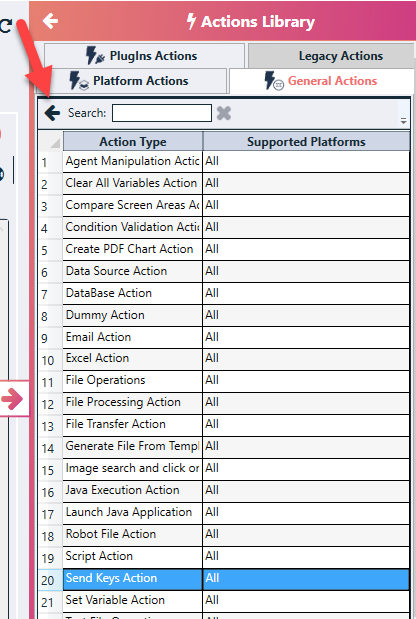 Actions Library
PlugIns Actions Legacy Actions
Platform Actions General Actions
Search:
Action Type Supported Platforms
1 Agent Manipulation Actic All
2 Clear All Variables Action All
3 Compare Screen Areas Ac All
4 Condition Validation Actic All
5 Create PDF Chart Action All
6 Data Source Action All
7 DataBase Action All
8 Dummy Action All
9 Email Action All
10 Excel Action All
11 File Operations All
12 File Processing Action All
13 File Transfer Action All
14 Generate File From Templ All
15 Image search and click or All
16 Java Execution Action All
17 Launch Java Application All
18 Robot File Action All
19 Script Action All
20 Send Keys Action All
21 Set Variable Action All